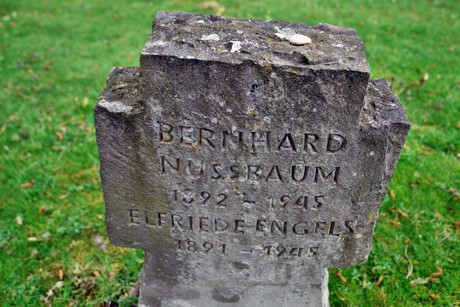 BERNHARD
NUSSBAUM
1892 - 1945
ELFRIEDE ENGELS
1891 - 1945